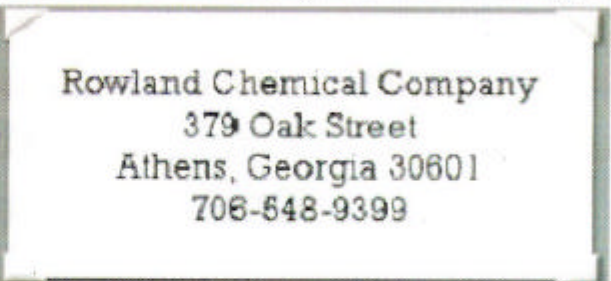 Rowland Chemical Company
379 Oak Street
Athens, Georgia 30601
706-548-9399